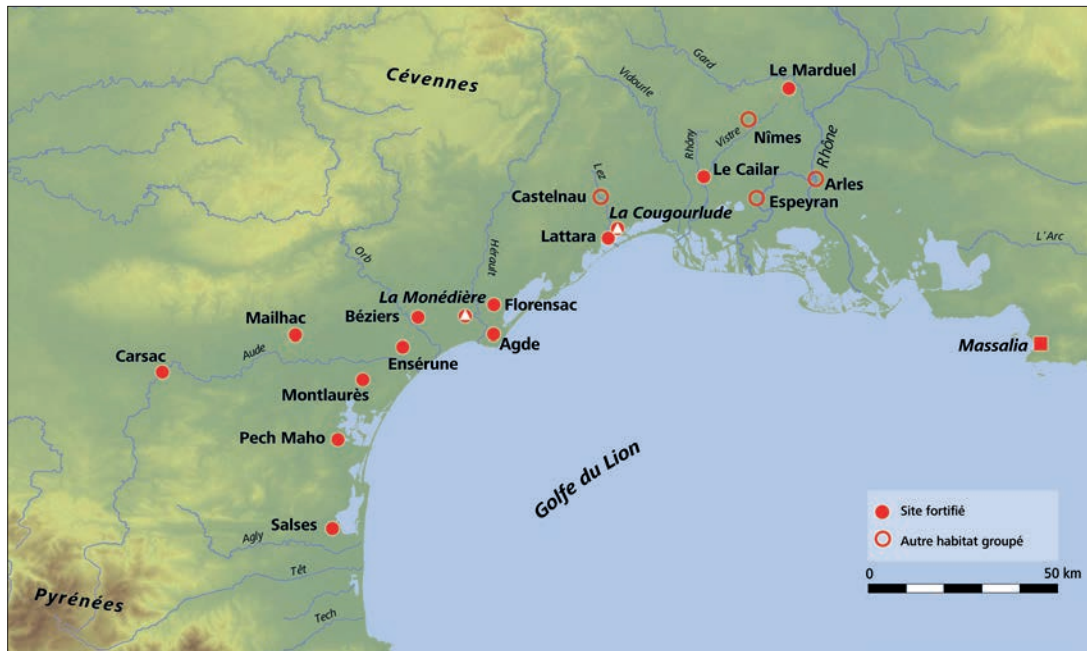 Gard
Le Marduel
Cévennes
Vidourle
Vistre
Nîmes
Rhône
Rhôny
Le Cailar
Arles
Lez
Castelnau
Espeyran
La Cougourlude
Lattara
L'Arc
Orb
Hérault
La Monédière
Florensac
Mailhac
Béziers
Agde
Massalia
Carsac
Aude
Ensérune
Montlaurès
Pech Maho
Golfe du Lion
Salses
Agly
Têt
Pyrénées
Tech
Site fortifié
Autre habitat groupé
0 50 km